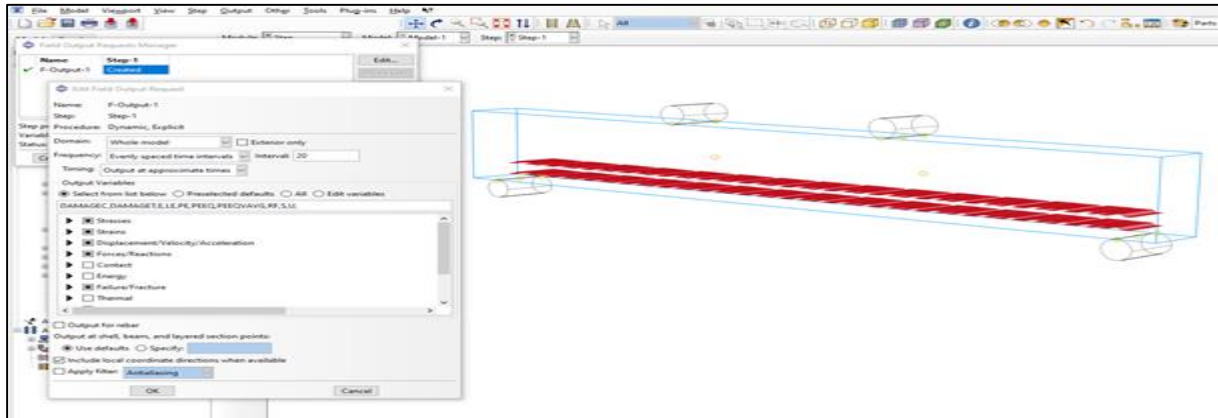 File Model Viewport View Step Output Other Tools Plug-ins Help
All
Parts
Module: Step Model: Model-1 Step: Step-1
Field Output Requests Manager
Name Step-1
F-Output-1 Created
Edit...
Edit Field Output Request
Name: F-Output-1
Step: Step-1
Step pr
Procedure: Dynamic, Explicit
Variabl
Status
Domain: Whole model Exterior only
Frequency: Evenly spaced time intervals Interval: 20
Timing: Output at approximate times
Output Variables
Select from list below Preselected defaults All Edit variables
DAMAGEC,DAMAGET,E,LE,PE,PEEQ,PEEQVAVG,RF,S,U,
Stresses
Strains
Displacement/Velocity/Acceleration
Forces/Reactions
Contact
Energy
Failure/Fracture
Thermal
Output for rebar
Output at shell, beam, and layered section points:
Use defaults Specify:
Include local coordinate directions when available
Apply filter: Antialiasing
OK Cancel